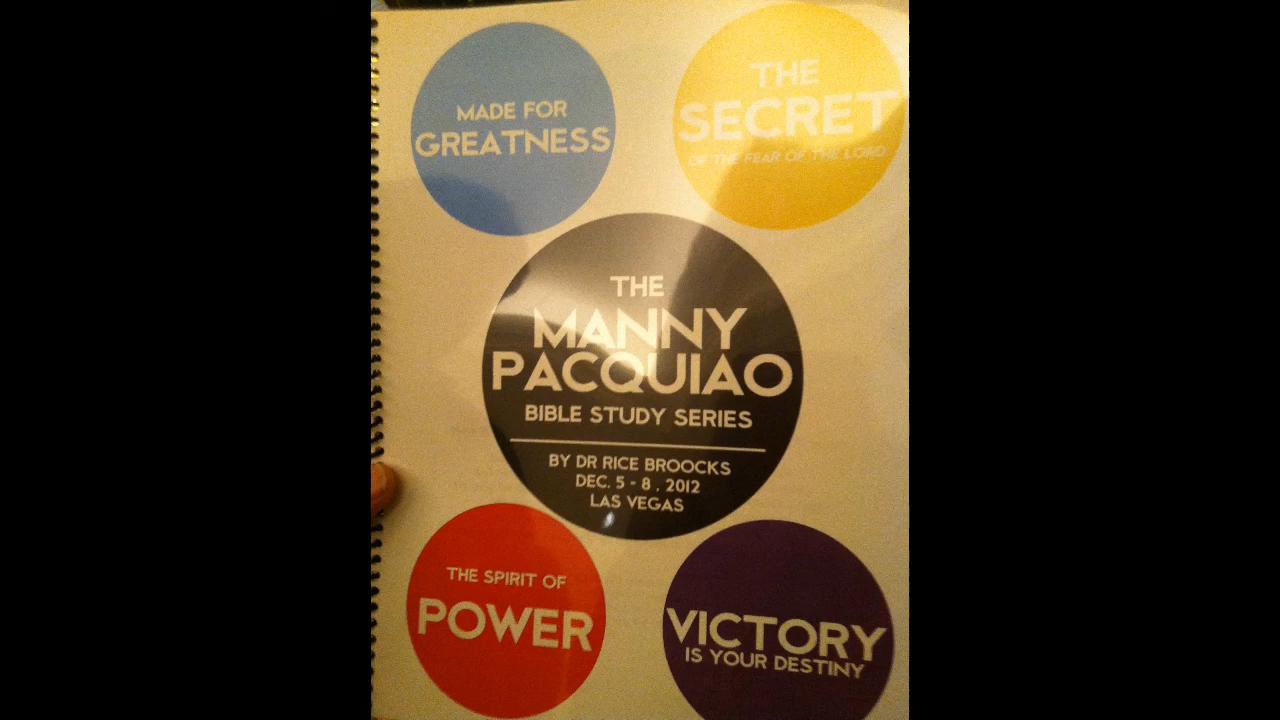 MADE FOR
GREATNESS
THE
SECRET
OF THE FEAR OF THE LORD
THE
MANNY
PACQUIAO
BIBLE STUDY SERIES
BY DR RICE BROOCKS
DEC. 5 - 8 , 2012
LAS VEGAS
THE SPIRIT OF
POWER
VICTORY
IS YOUR DESTINY